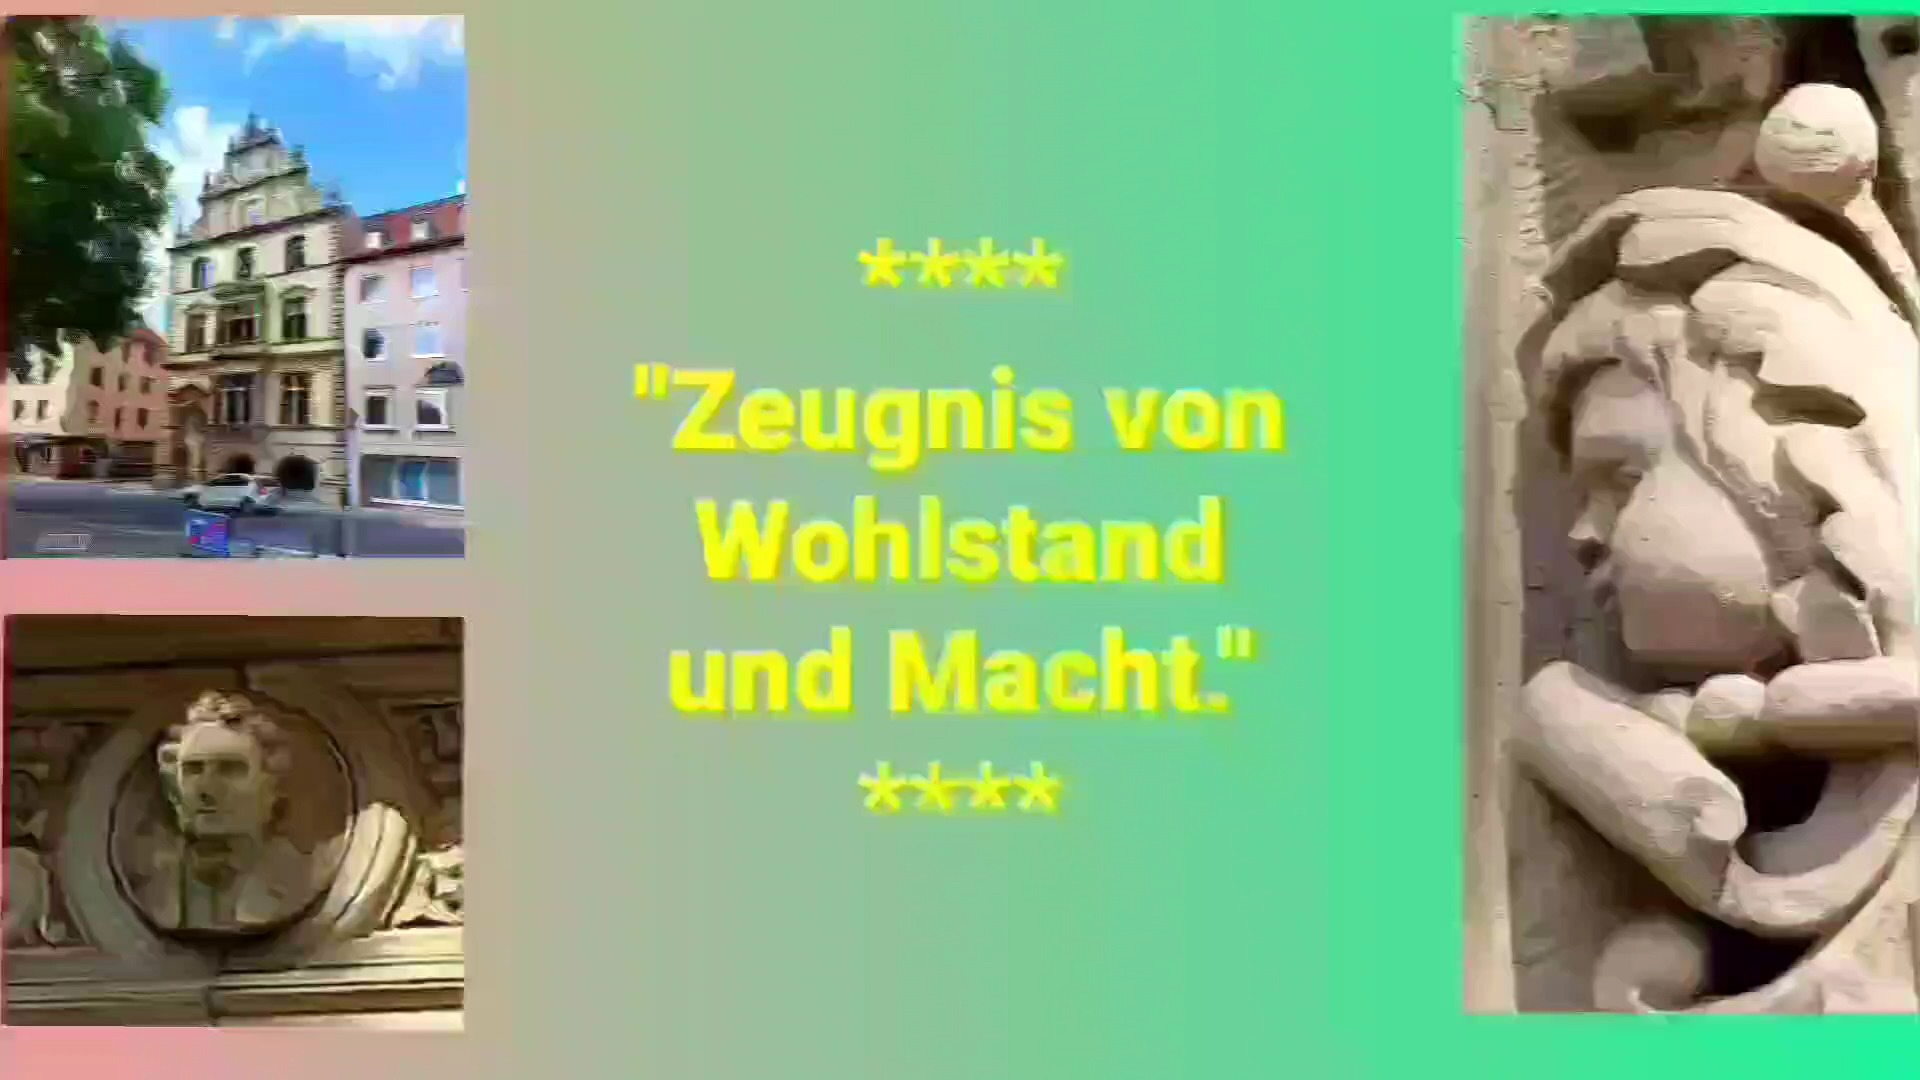 ****
"Zeugnis von
Wohlstand
und Macht."
****